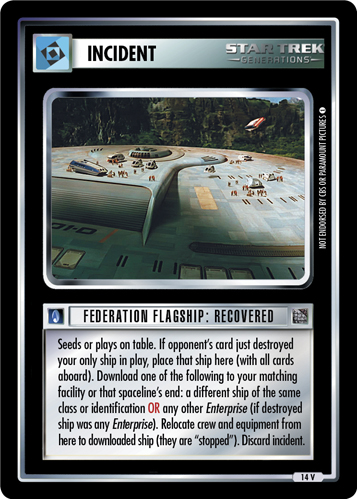 INCIDENT
STAR TREK
GENERATIONS
NOT ENDORSED BY CBS OR PARAMOUNT PICTURES
FEDERATION FLAGSHIP: RECOVERED
Seeds or plays on table. If opponent's card just destroyed
your only ship in play, place that ship here (with all cards
aboard). Download one of the following to your matching
facility or that spaceline's end: a different ship of the same
class or identification OR any other Enterprise (if destroyed
ship was any Enterprise). Relocate crew and equipment from
here to downloaded ship (they are "stopped"). Discard incident.
14 V